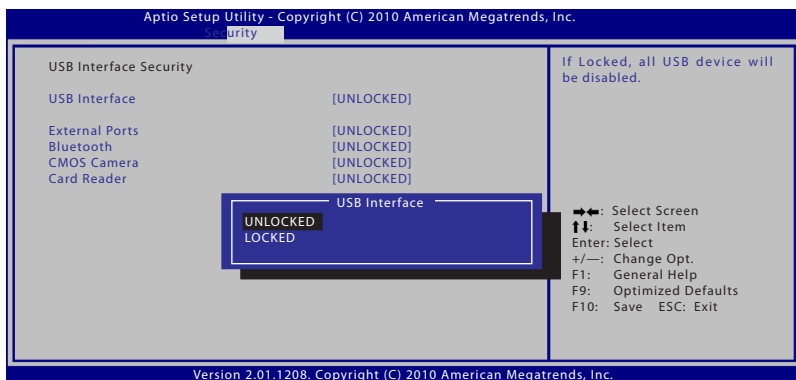 Aptio Setup Utility - Copyright (C) 2010 American Megatrends, Inc.
Security
USB Interface Security
USB Interface [UNLOCKED]
External Ports [UNLOCKED]
Bluetooth [UNLOCKED]
CMOS Camera [UNLOCKED]
Card Reader [UNLOCKED]
USB Interface
UNLOCKED
LOCKED
If Locked, all USB device will
be disabled.
→←: Select Screen
↑↓: Select Item
Enter: Select
+/—: Change Opt.
F1: General Help
F9: Optimized Defaults
F10: Save ESC: Exit
Version 2.01.1208. Copyright (C) 2010 American Megatrends, Inc.